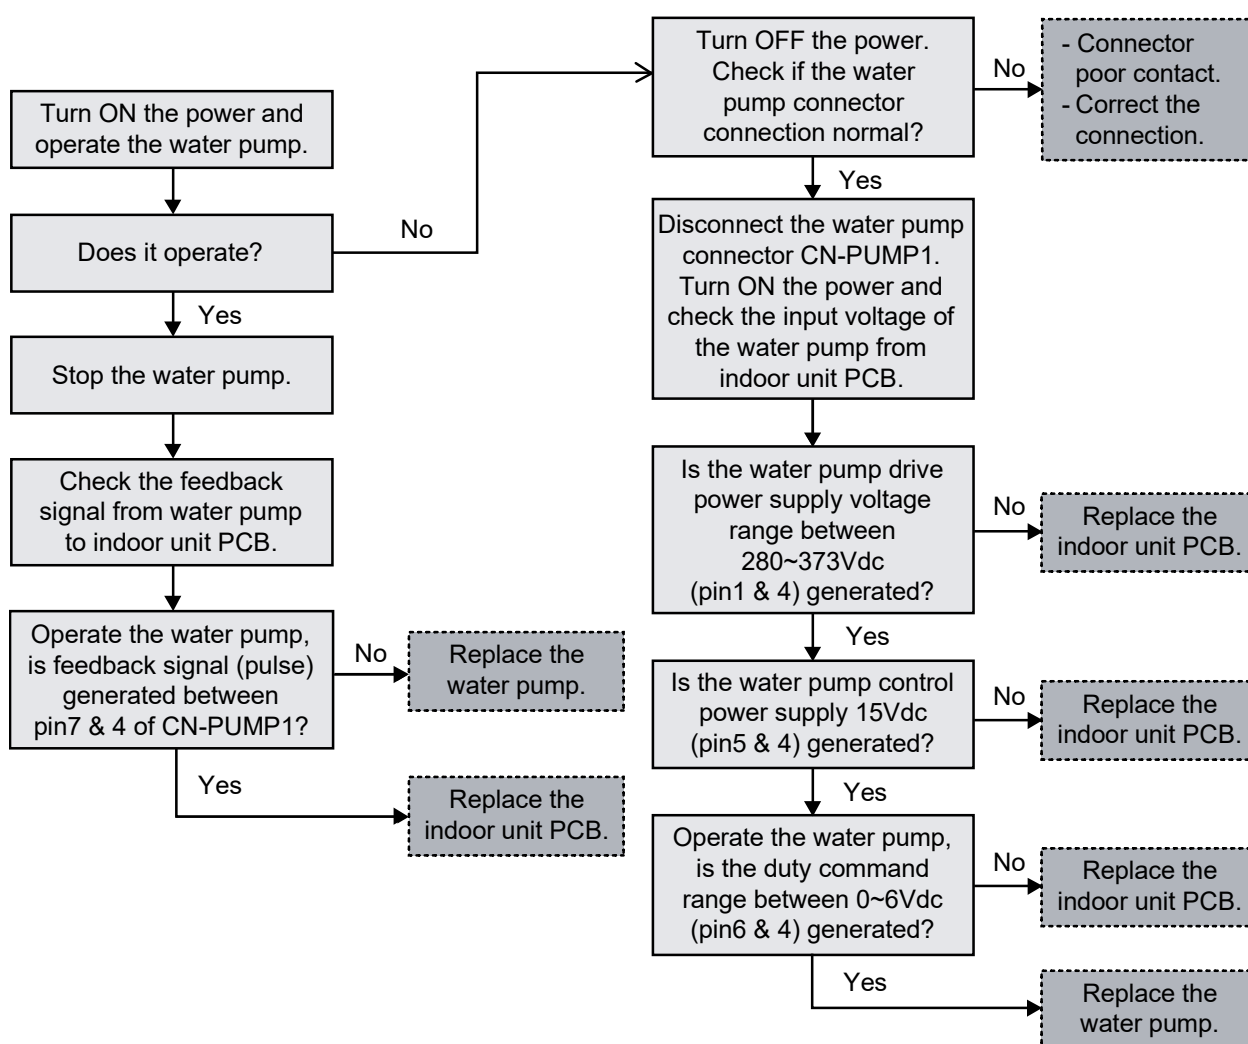 Turn ON the power and
operate the water pump.
Does it operate?
No
Yes
Stop the water pump.
Check the feedback
signal from water pump
to indoor unit PCB.
Operate the water pump,
is feedback signal (pulse)
generated between
pin7 & 4 of CN-PUMP1?
No
Replace the
water pump.
Yes
Replace the
indoor unit PCB.
Turn OFF the power.
Check if the water
pump connector
connection normal?
No
- Connector
poor contact.
- Correct the
connection.
Yes
Disconnect the water pump
connector CN-PUMP1.
Turn ON the power and
check the input voltage of
the water pump from
indoor unit PCB.
Is the water pump drive
power supply voltage
range between
280~373Vdc
(pin1 & 4) generated?
No
Replace the
indoor unit PCB.
Yes
Is the water pump control
power supply 15Vdc
(pin5 & 4) generated?
No
Replace the
indoor unit PCB.
Yes
Operate the water pump,
is the duty command
range between 0~6Vdc
(pin6 & 4) generated?
No
Replace the
indoor unit PCB.
Yes
Replace the
water pump.